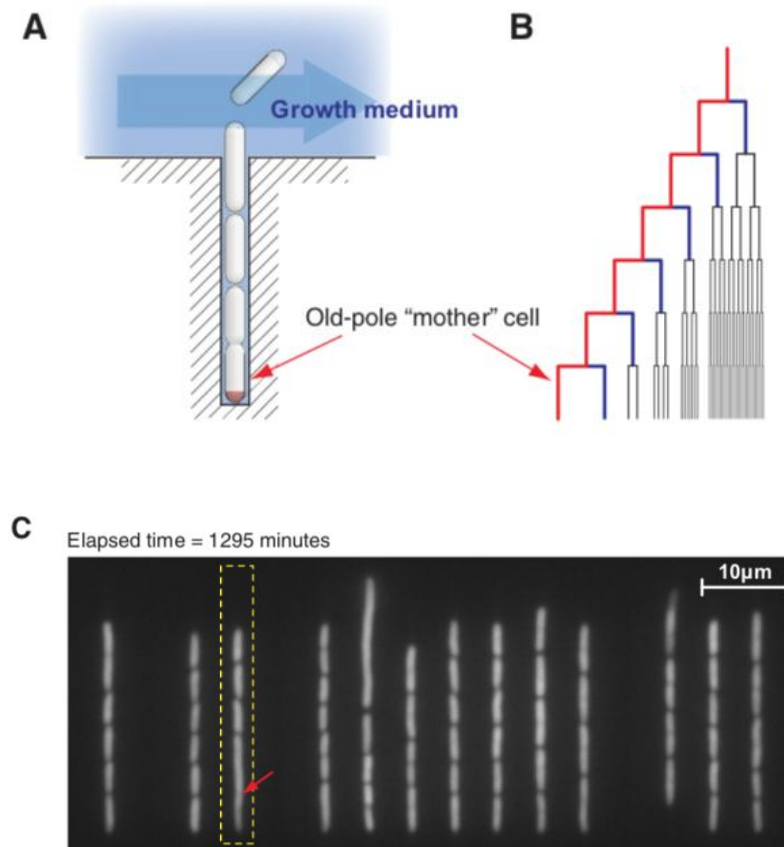 A
B
Growth medium
Old-pole “mother” cell
C
Elapsed time = 1295 minutes
10μm